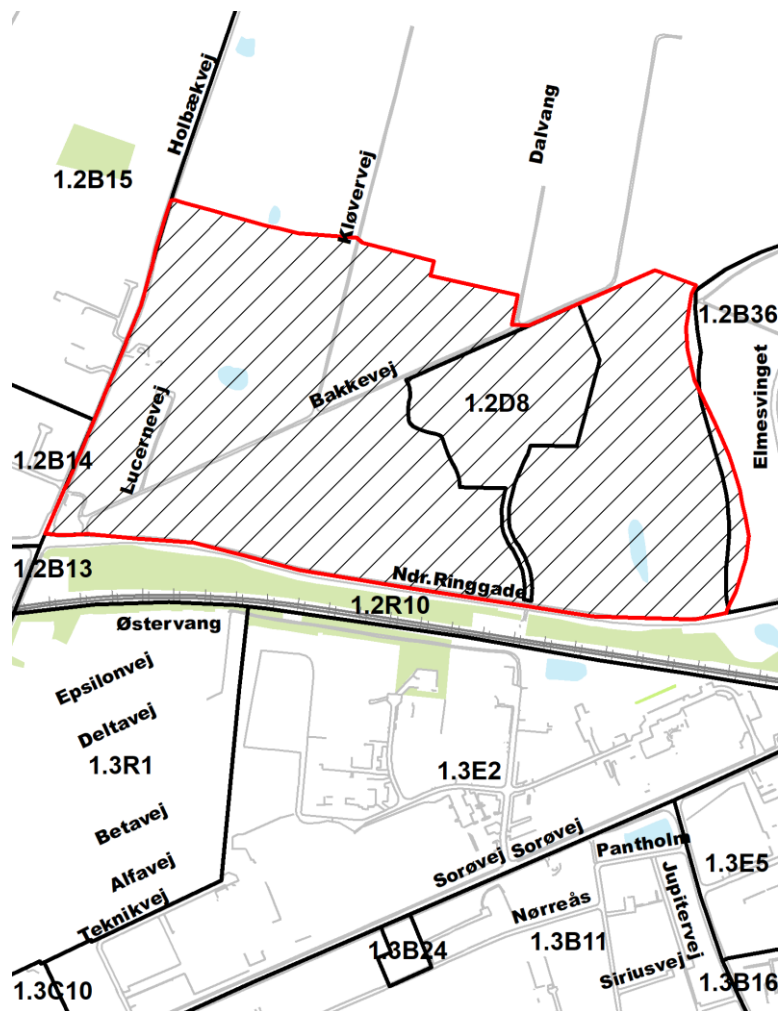 Holbækvej
Dalvang
1.2B15
Kløvervej
1.2B36
Elmesvinget
Bakkevej
1.2D8
Lucernevej
1.2B14
1.2B13
Ndr.Ringgade
1.2R10
Østervang
Epsilonvej
Deltavej
1.3R1
1.3E2
Betavej
Alfavej
Sorøvej
Sorøvej
Pantholm
1.3E5
Teknikvej
Nørreås
Jupitervej
1.3B24
1.3B11
Siriusvej
1.3C10
1.3B16